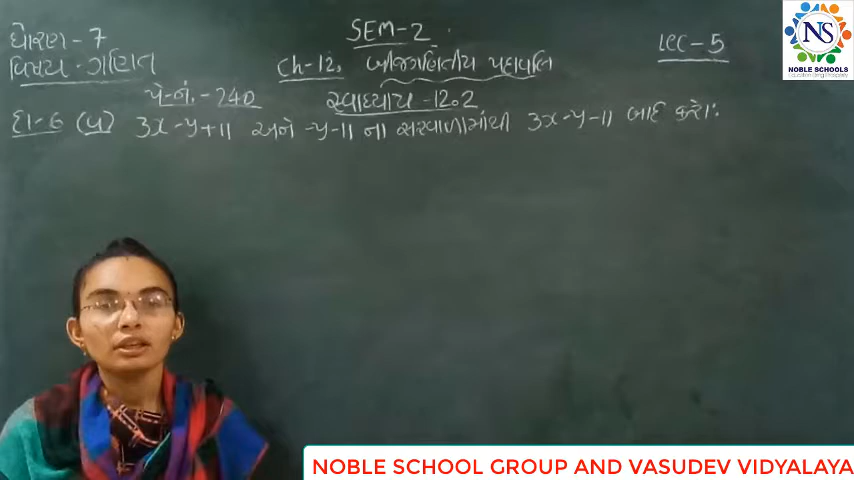 SEM-2
ધોરણ - 7
વિષય - ગણિત
Ch-12. બીજગણિતીય પદાવલિ
Lec-5
પે.નં. - 240
સ્વાધ્યાય - 12.2
દા-6 (પ) 3x-y+11 અને -y-11 ના સરવાળામાંથી 3x-y-11 બાદ કરો:
NS
NOBLE SCHOOLS
NOBLE SCHOOL GROUP AND VASUDEV VIDYALAYA